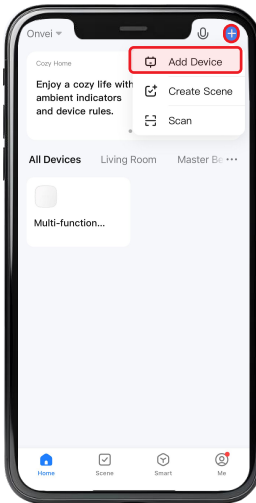 Onvei
Add Device
Cozy Home
Enjoy a cozy life with
ambient indicators
and device rules.
Create Scene
Scan
All Devices Living Room Master Be
Multi-function...
Home Scene Smart Me